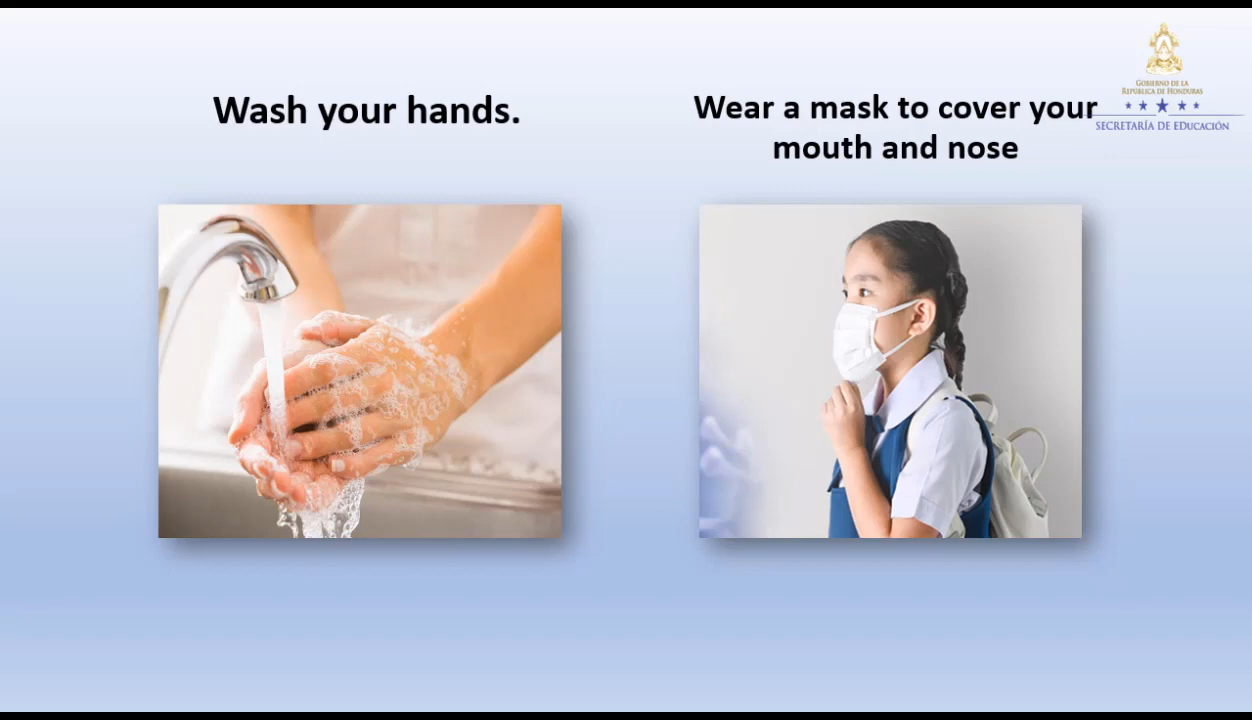 Wash your hands.
Wear a mask to cover your
mouth and nose
GOBIERNO DE LA
REPÚBLICA DE HONDURAS
SECRETARÍA DE EDUCACIÓN